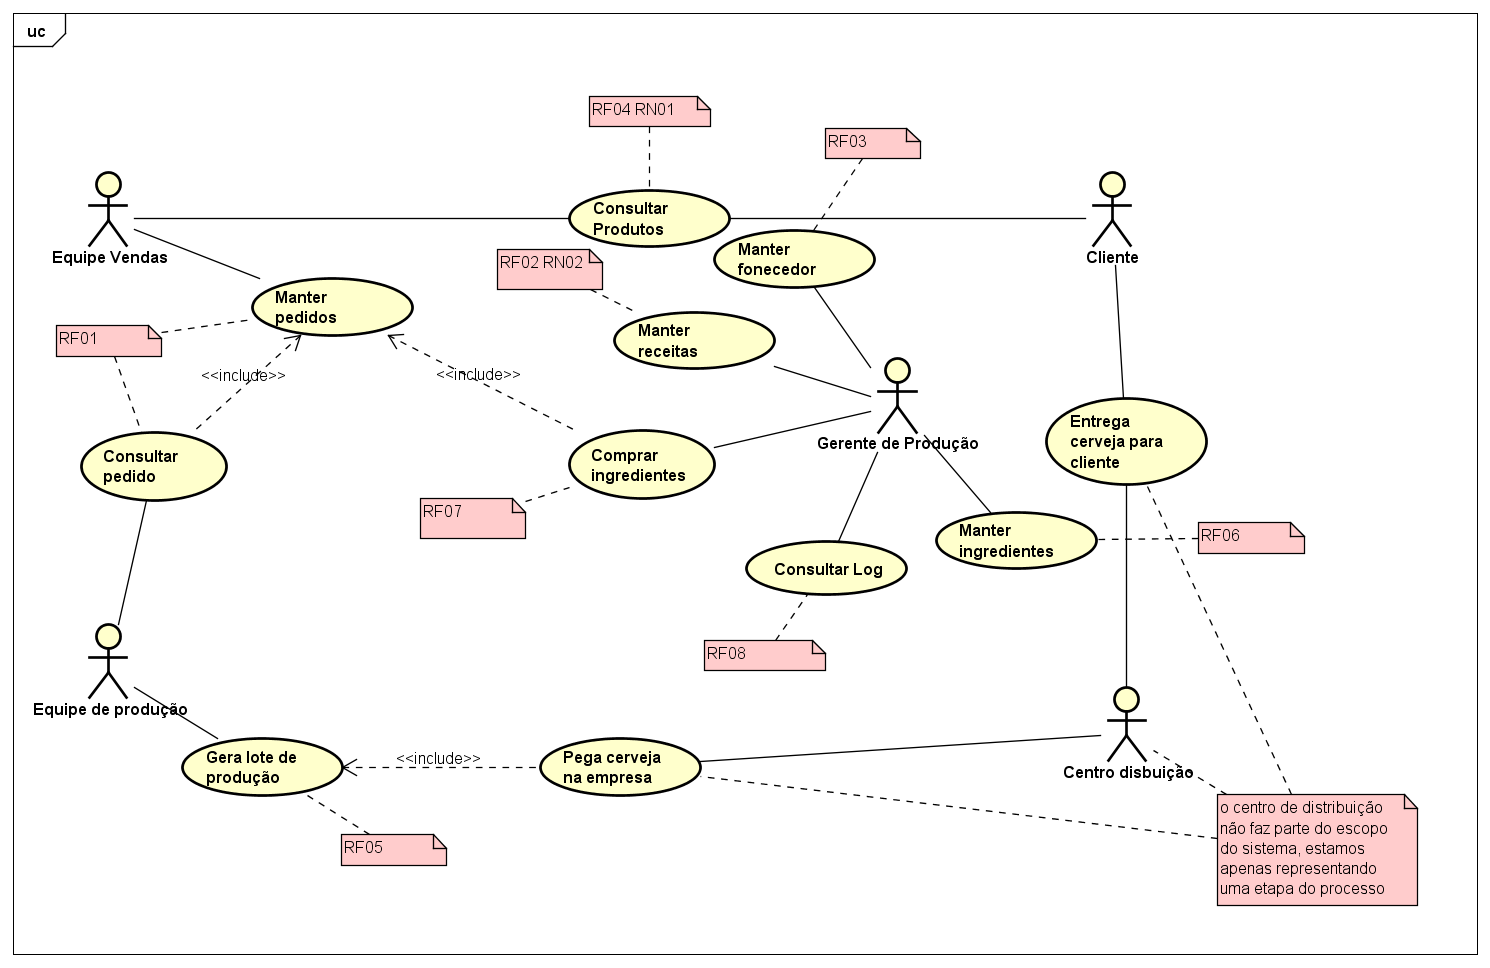 uc
RF04 RN01
RF03
Consultar
Produtos
Equipe Vendas
Cliente
Manter
fonecedor
RF02 RN02
Manter
pedidos
RF01
Manter
receitas
<<include>>
<<include>>
Gerente de Produção
Entrega
cerveja para
cliente
Consultar
pedido
Comprar
ingredientes
RF07
Manter
ingredientes
RF06
Consultar Log
RF08
Equipe de produção
Gera lote de
produção
<<include>>
Pega cerveja
na empresa
Centro disbuição
RF05
o centro de distribuição
não faz parte do escopo
do sistema, estamos
apenas representando
uma etapa do processo